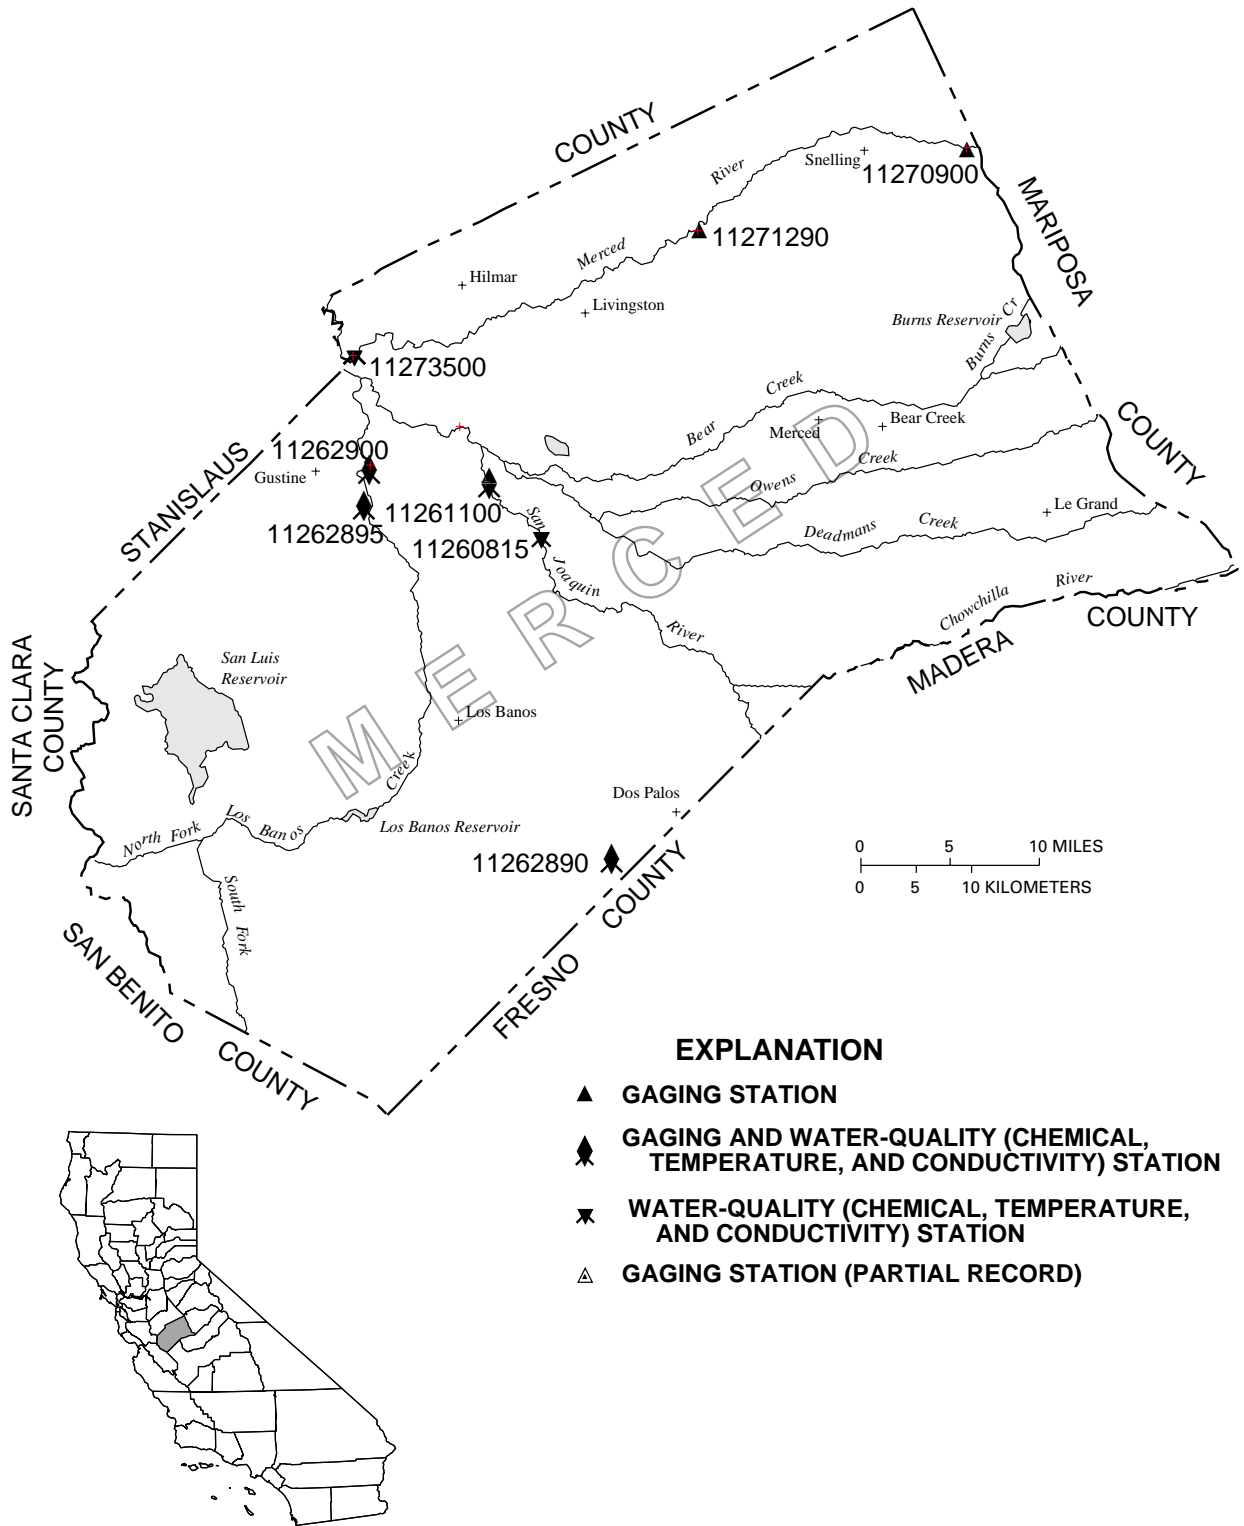 COUNTY
Snelling
11270900
River
MARIPOSA
11271290
Merced
Hilmar
Livingston
Burns Reservoir
Burns Cr
11273500
Creek
Bear
Merced
Bear Creek
COUNTY
STANISLAUS
11262900
Gustine
Creek
Owens
11261100
11262895
11260815
San
Joaquin
River
Deadmans
Creek
Le Grand
Chowchilla
River
COUNTY
MADERA
MERCED
SANTA CLARA
COUNTY
San Luis
Reservoir
Los Banos
Creek
Dos Palos
North Fork
Los Banos
Los Banos Reservoir
11262890
South Fork
COUNTY
FRESNO
SAN BENITO
COUNTY
0 5 10 MILES
0 5 10 KILOMETERS
EXPLANATION
GAGING STATION
GAGING AND WATER-QUALITY (CHEMICAL,
TEMPERATURE, AND CONDUCTIVITY) STATION
WATER-QUALITY (CHEMICAL, TEMPERATURE,
AND CONDUCTIVITY) STATION
GAGING STATION (PARTIAL RECORD)